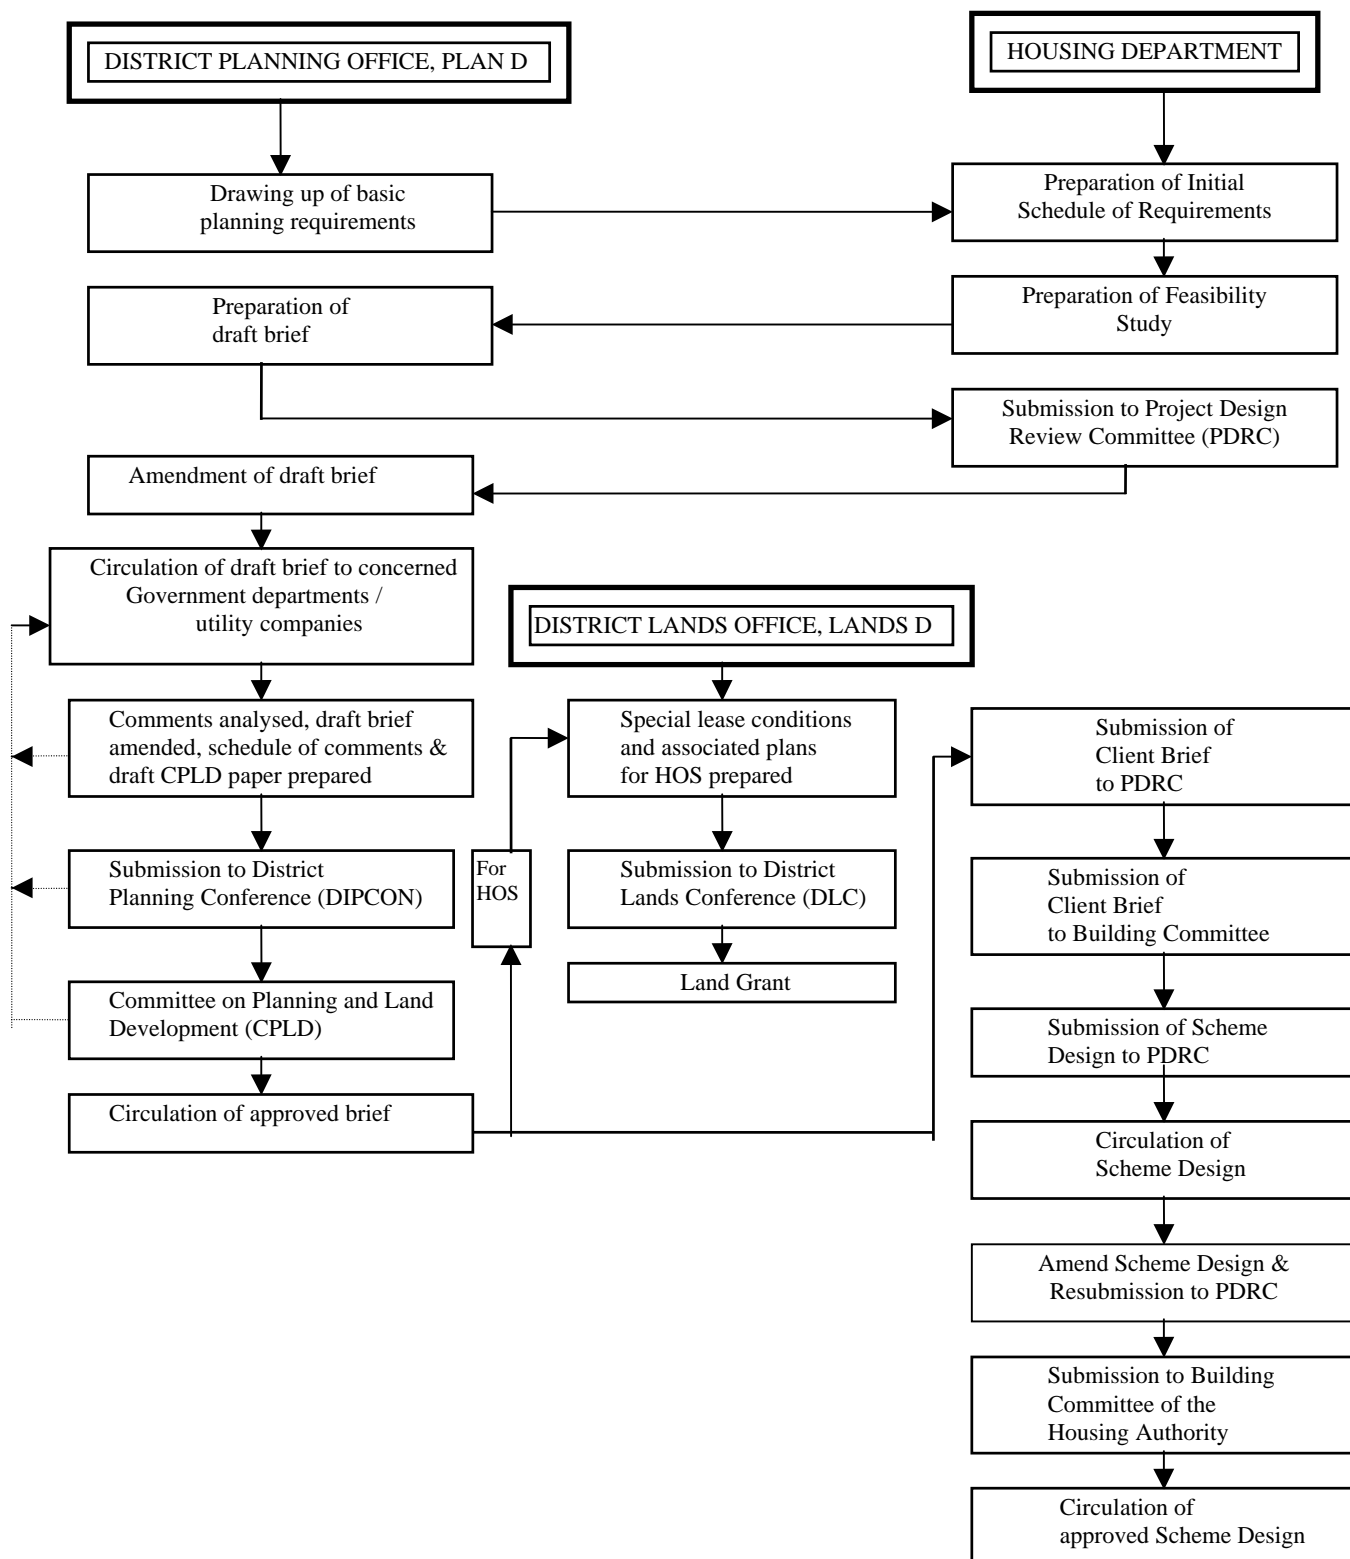 DISTRICT PLANNING OFFICE, PLAN D
HOUSING DEPARTMENT
Drawing up of basic
planning requirements
Preparation of Initial
Schedule of Requirements
Preparation of
draft brief
Preparation of Feasibility
Study
Submission to Project Design
Review Committee (PDRC)
Amendment of draft brief
Circulation of draft brief to concerned
Government departments /
utility companies
DISTRICT LANDS OFFICE, LANDS D
Comments analysed, draft brief
amended, schedule of comments &
draft CPLD paper prepared
Special lease conditions
and associated plans
for HOS prepared
Submission of
Client Brief
to PDRC
Submission to District
Planning Conference (DIPCON)
For
HOS
Submission to District
Lands Conference (DLC)
Submission of
Client Brief
to Building Committee
Land Grant
Committee on Planning and Land
Development (CPLD)
Submission of Scheme
Design to PDRC
Circulation of approved brief
Circulation of
Scheme Design
Amend Scheme Design &
Resubmission to PDRC
Submission to Building
Committee of the
Housing Authority
Circulation of
approved Scheme Design